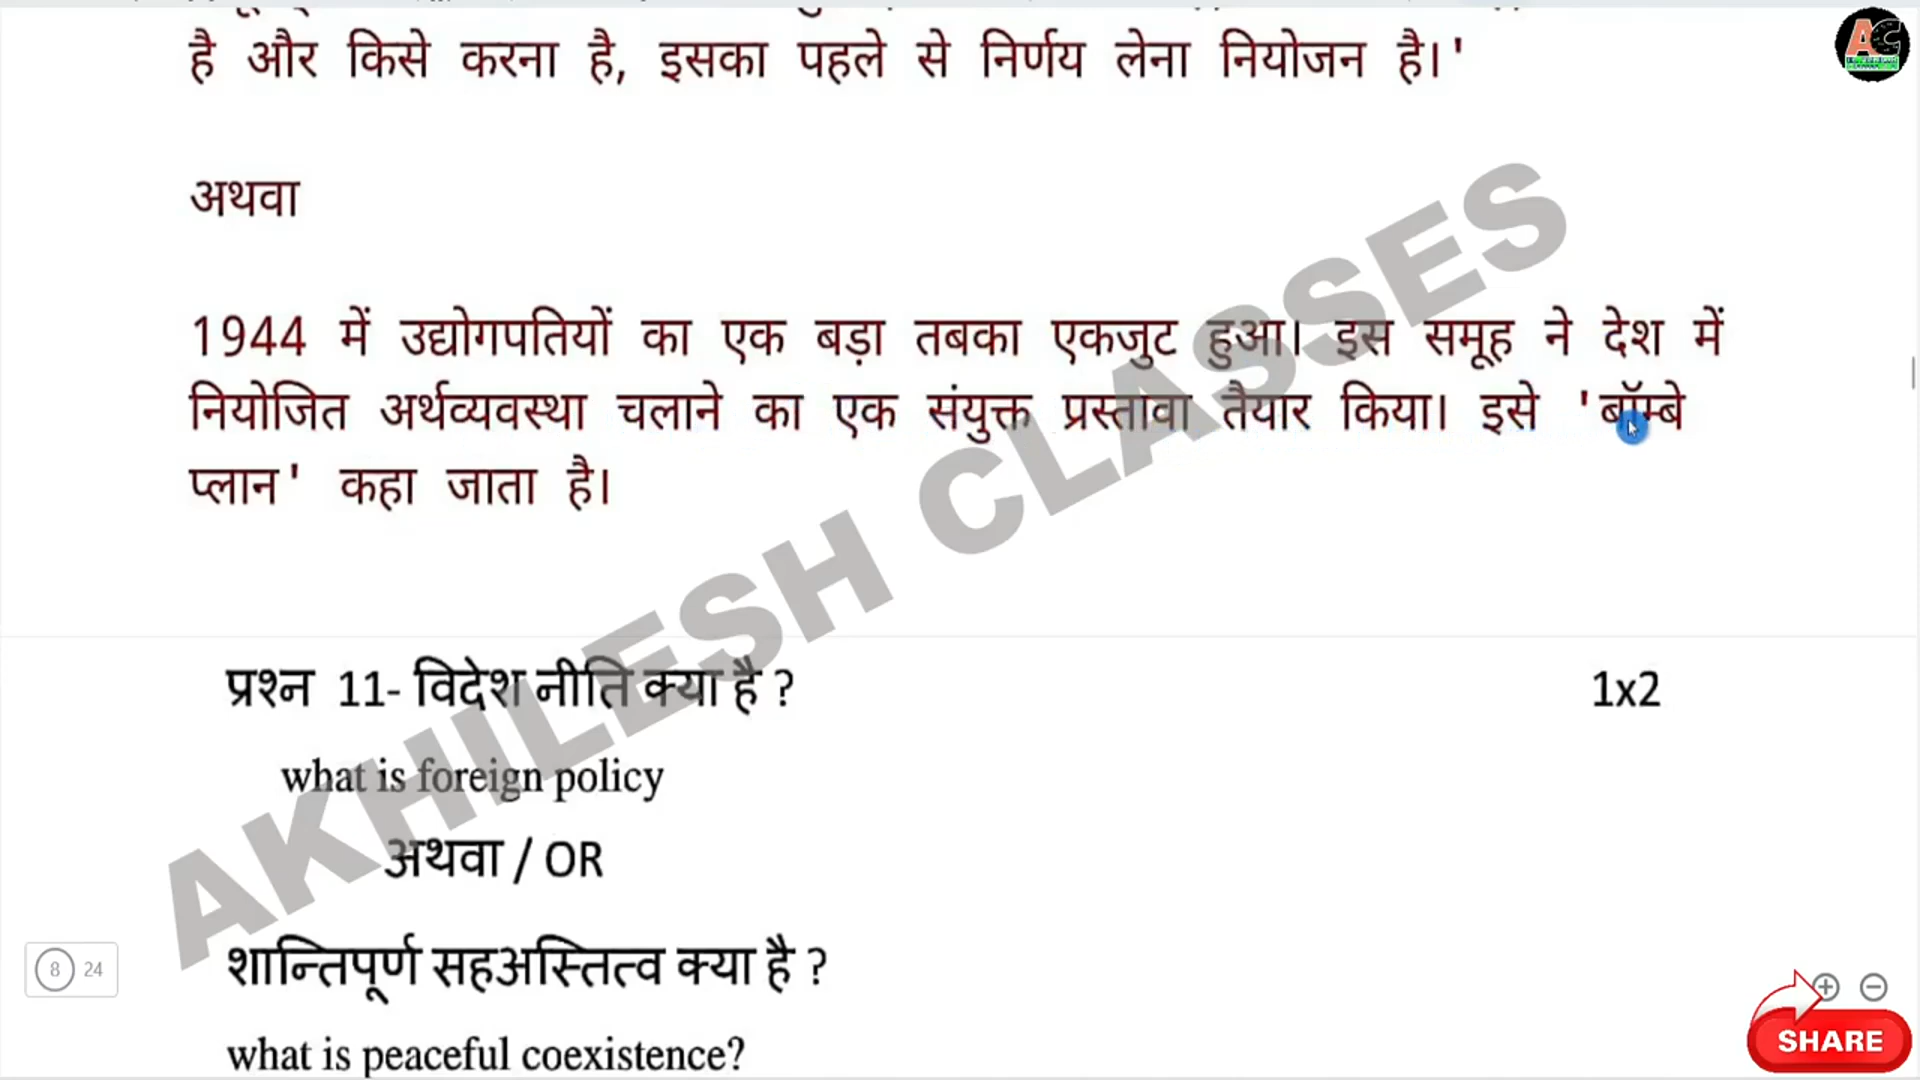 है और किसे करना है, इसका पहले से निर्णय लेना नियोजन है।'
अथवा
1944 में उद्योगपतियों का एक बड़ा तबका एकजुट हुआ। इस समूह ने देश में
नियोजित अर्थव्यवस्था चलाने का एक संयुक्त प्रस्तावा तैयार किया। इसे 'बॉम्बे
प्लान' कहा जाता है।
AKHILESH CLASSES
प्रश्न 11- विदेश नीति क्या है ? 1x2
what is foreign policy
अथवा / OR
शान्तिपूर्ण सहअस्तित्व क्या है ?
what is peaceful coexistence?
8 24
SHARE
AC